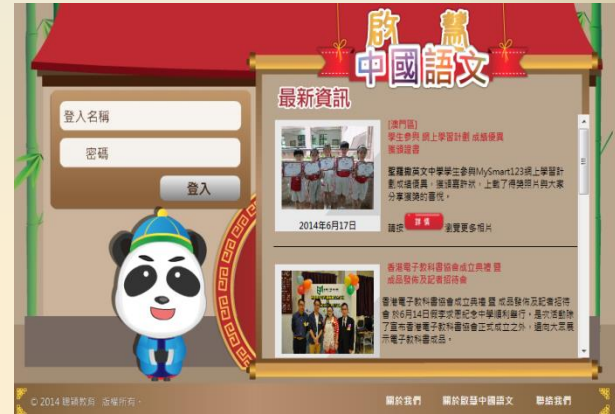 啟慧
中國語文
登入名稱
密碼
登入
最新資訊
2014年6月17日
[澳門區]
學生參與 網上學習計劃 成績優異
獲頒證書
聖羅撒英文中學學生參與MySmart123網上學習計
劃成績優異，獲頒嘉許狀，上載了得獎照片與大家
分享獲獎的喜悅。
請按 詳情 瀏覽更多相片
香港電子教科書協會成立典禮 暨
成品發佈及記者招待會
香港電子教科書協會成立典禮 暨 成品發佈及記者招待
會 於6月14日假李求恩紀念中學順利舉行。是次活動除
了宣布香港電子教科書協會正式成立之外，還向大眾展
示電子教科書成品。
© 2014 聰穎教育 版權所有。
關於我們 關於啟慧中國語文 聯絡我們